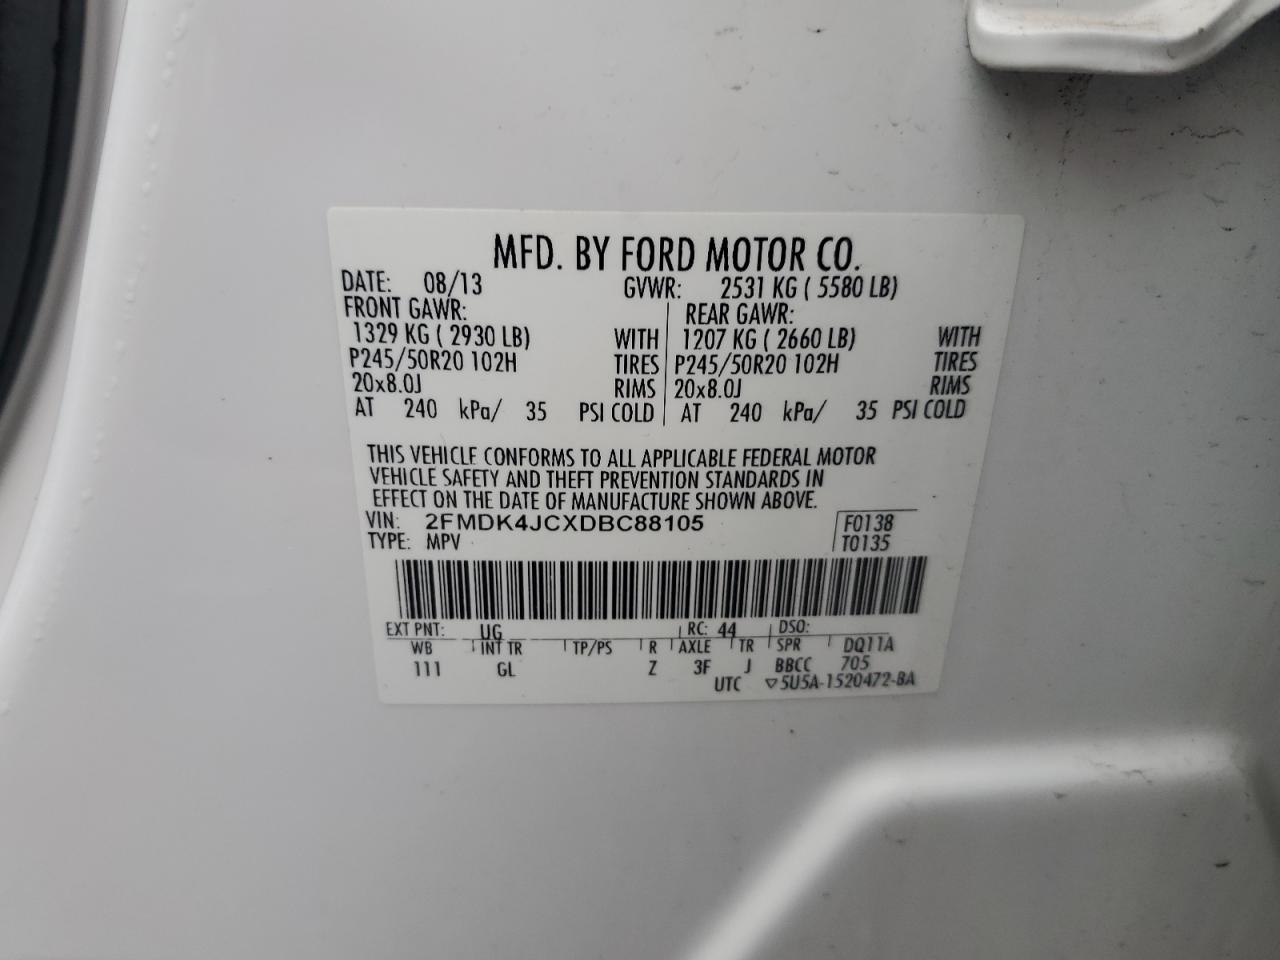 MFD. BY FORD MOTOR CO.
DATE: 08/13 GVWR: 2531 KG ( 5580 LB)
FRONT GAWR: REAR GAWR:
1329 KG ( 2930 LB) WITH 1207 KG ( 2660 LB) WITH
P245/50R20 102H TIRES P245/50R20 102H TIRES
20x8.0J RIMS 20x8.0J RIMS
AT 240 kPa/ 35 PSI COLD AT 240 kPa/ 35 PSI COLD
THIS VEHICLE CONFORMS TO ALL APPLICABLE FEDERAL MOTOR
VEHICLE SAFETY AND THEFT PREVENTION STANDARDS IN
EFFECT ON THE DATE OF MANUFACTURE SHOWN ABOVE.
VIN: 2FMDK4JCXDBC88105 F0138
TYPE: MPV T0135
EXT PNT: UG RC: 44 DSO:
WB INT TR TP/PS R AXLE TR SPR DQ11A
111 GL Z 3F J BBCC 705
UTC ▽5U5A-1520472-BA